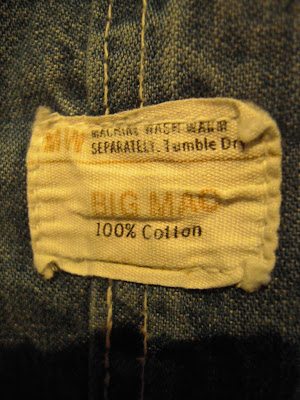 MW MACHINE WASH WARM
SEPARATELY. Tumble Dry
BIG MAC
100% Cotton